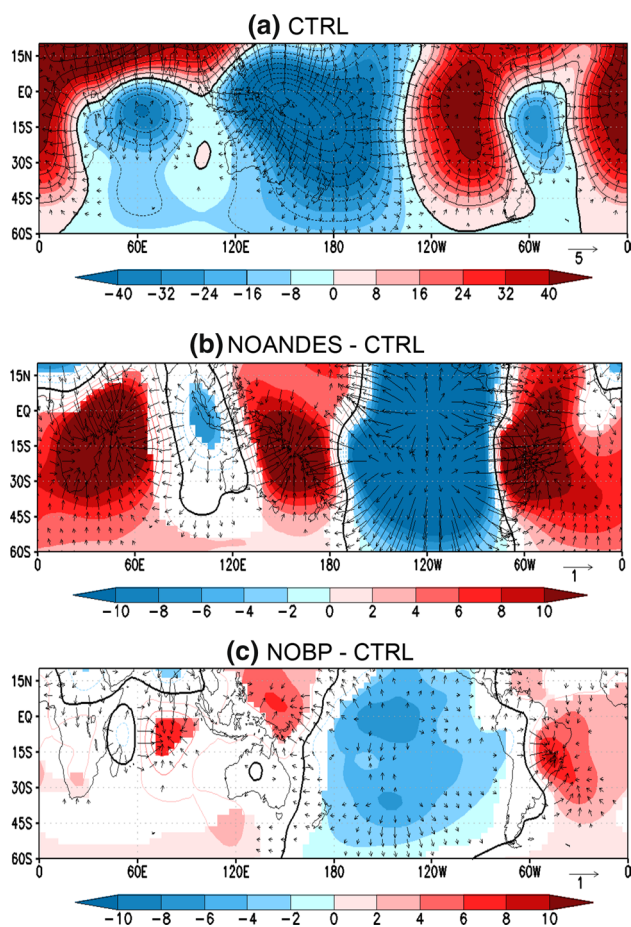 (a) CTRL
15N
EQ
15S
30S
45S
60S
0 60E 120E 180 120W 60W 0
5
-40 -32 -24 -16 -8 0 8 16 24 32 40
(b) NOANDES - CTRL
15N
EQ
15S
30S
45S
60S
0 60E 120E 180 120W 60W 0
1
-10 -8 -6 -4 -2 0 2 4 6 8 10
(c) NOBP - CTRL
15N
EQ
15S
30S
45S
60S
0 60E 120E 180 120W 60W 0
1
-10 -8 -6 -4 -2 0 2 4 6 8 10